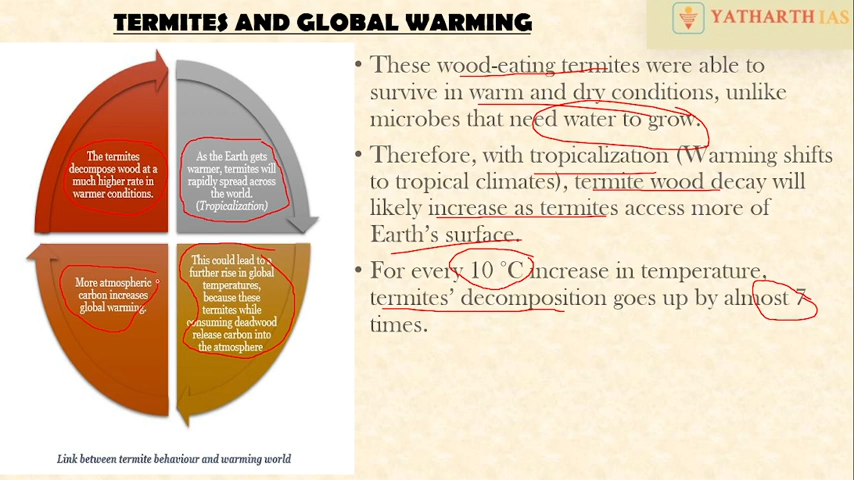 TERMITES AND GLOBAL WARMING
YATHARTH IAS
The termites
decompose wood at a
much higher rate in
warmer conditions.
As the Earth gets
warmer, termites will
rapidly spread across
the world.
(Tropicalization)
More atmospheric
carbon increases
global warming.
This could lead to a
further rise in global
temperatures,
because these
termites while
consuming deadwood
release carbon into
the atmosphere
Link between termite behaviour and warming world
• These wood-eating termites were able to
survive in warm and dry conditions, unlike
microbes that need water to grow.
• Therefore, with tropicalization (Warming shifts
to tropical climates), termite wood decay will
likely increase as termites access more of
Earth's surface.
• For every 10 °C increase in temperature,
termites' decomposition goes up by almost 7
times.